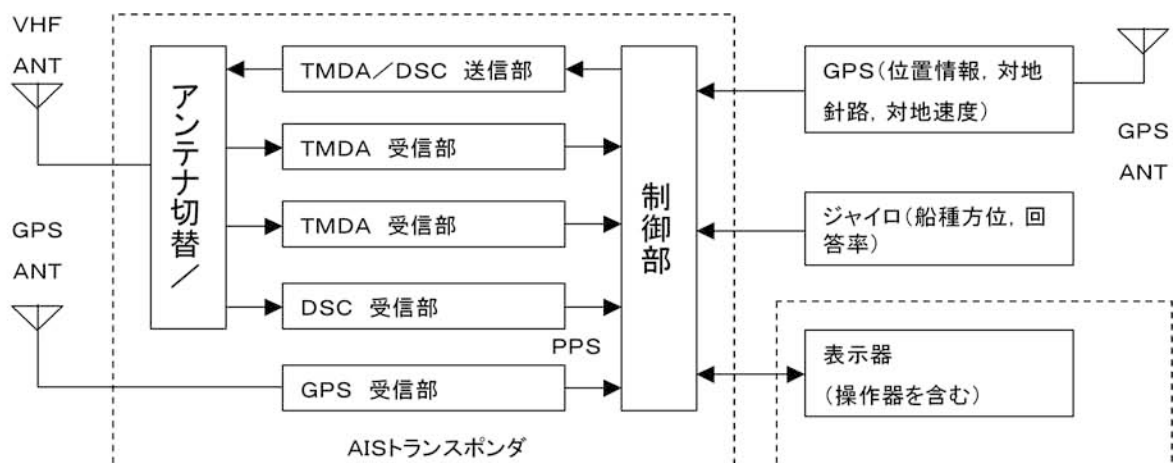 VHF
ANT
GPS
ANT
アンテナ切替/
TMDA/DSC 送信部
TMDA 受信部
TMDA 受信部
DSC 受信部
PPS
GPS 受信部
AISトランスポンダ
制御部
GPS(位置情報, 対地
針路, 対地速度)
GPS
ANT
ジャイロ(船種方位, 回
答率)
表示器
(操作器を含む)